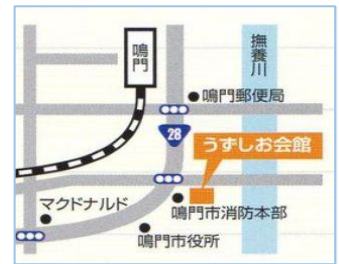 鳴門
撫養川
鳴門郵便局
28
うずしお会館
マクドナルド
鳴門市消防本部
鳴門市役所